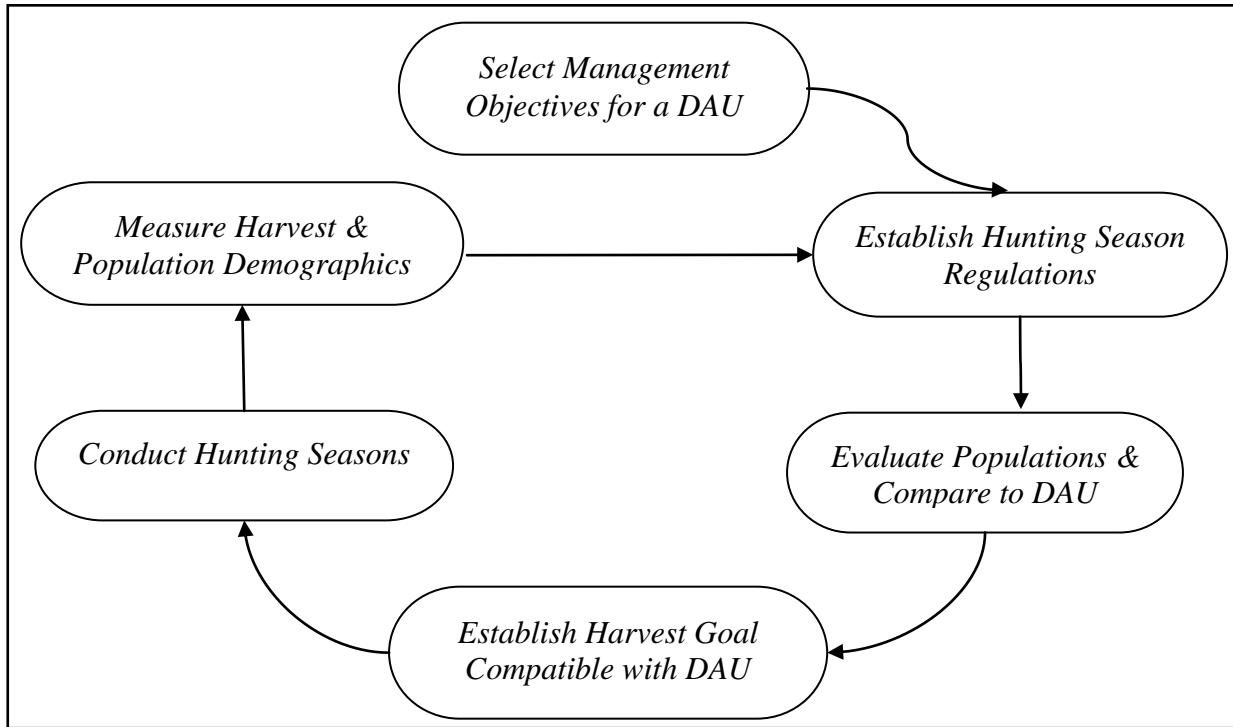 Select Management
Objectives for a DAU
Measure Harvest &
Population Demographics
Establish Hunting Season
Regulations
Conduct Hunting Seasons
Evaluate Populations &
Compare to DAU
Establish Harvest Goal
Compatible with DAU